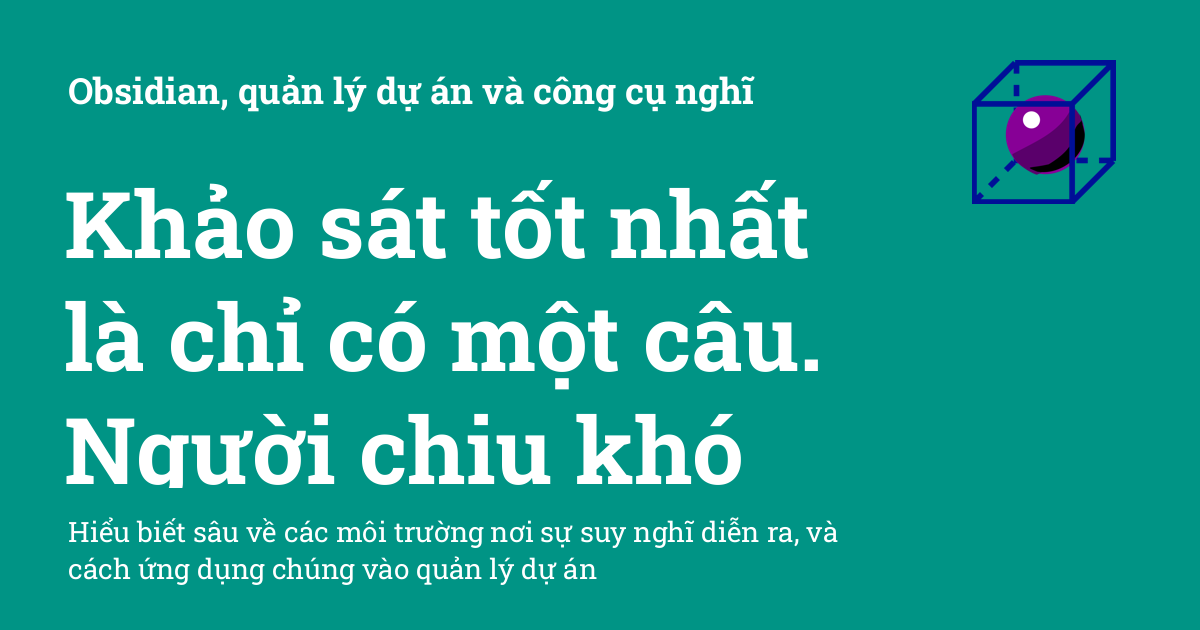 Obsidian, quản lý dự án và công cụ nghĩ
Khảo sát tốt nhất
là chỉ có một câu.
Người chịu khó
Hiểu biết sâu về các môi trường nơi sự suy nghĩ diễn ra, và
cách ứng dụng chúng vào quản lý dự án